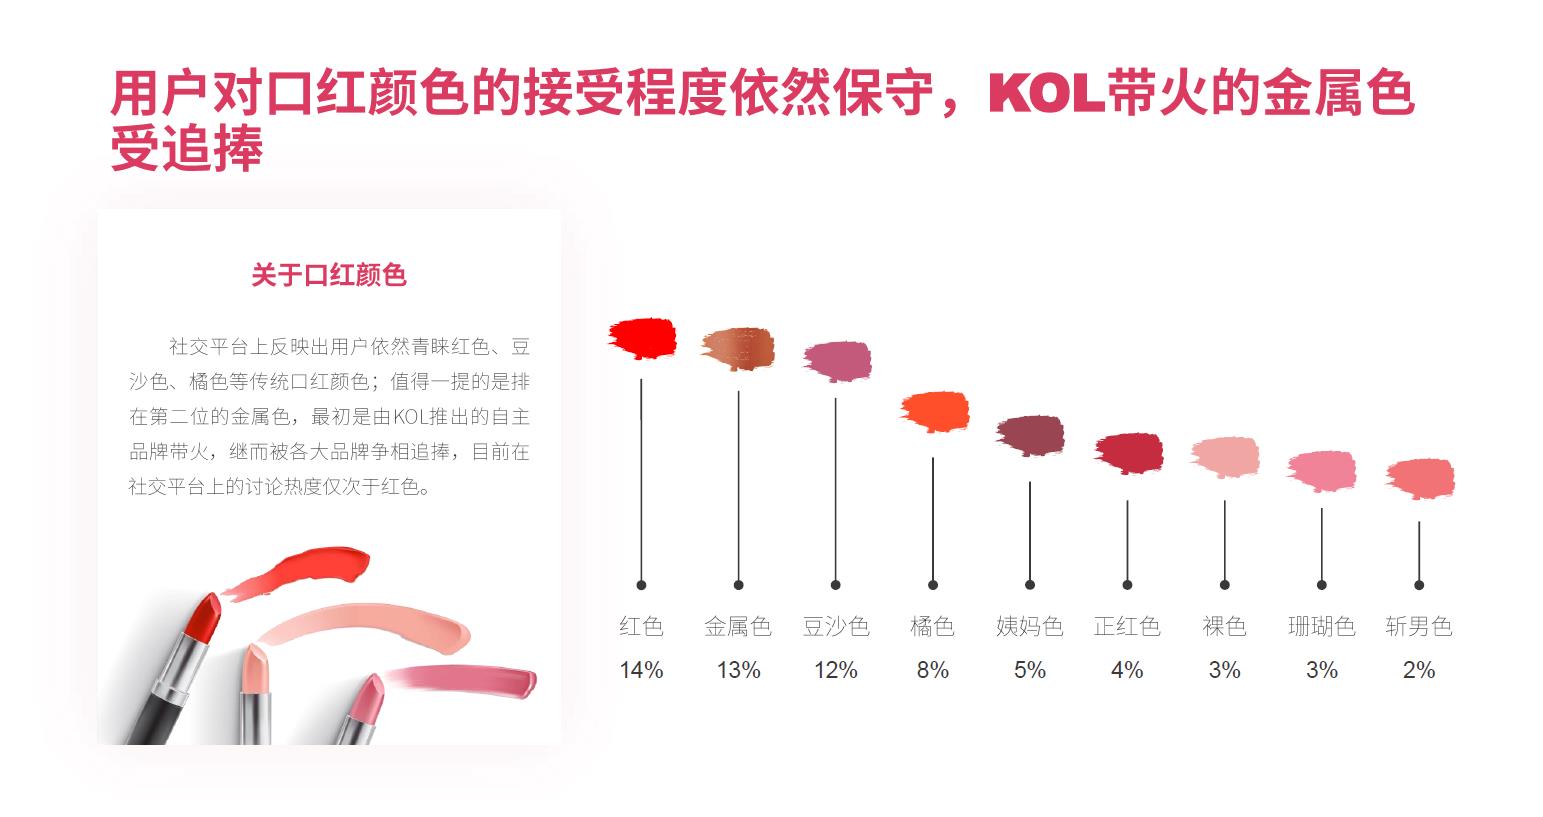 用户对口红颜色的接受程度依然保守，KOL带火的金属色
受追捧
关于口红颜色
社交平台上反映出用户依然青睐红色、豆
沙色、橘色等传统口红颜色；值得一提的是排
在第二位的金属色，最初是由KOL推出的自主
品牌带火，继而被各大品牌争相追捧，目前在
社交平台上的讨论热度仅次于红色。
红色 金属色 豆沙色 橘色 姨妈色 正红色 裸色 珊瑚色 斩男色
14% 13% 12% 8% 5% 4% 3% 3% 2%